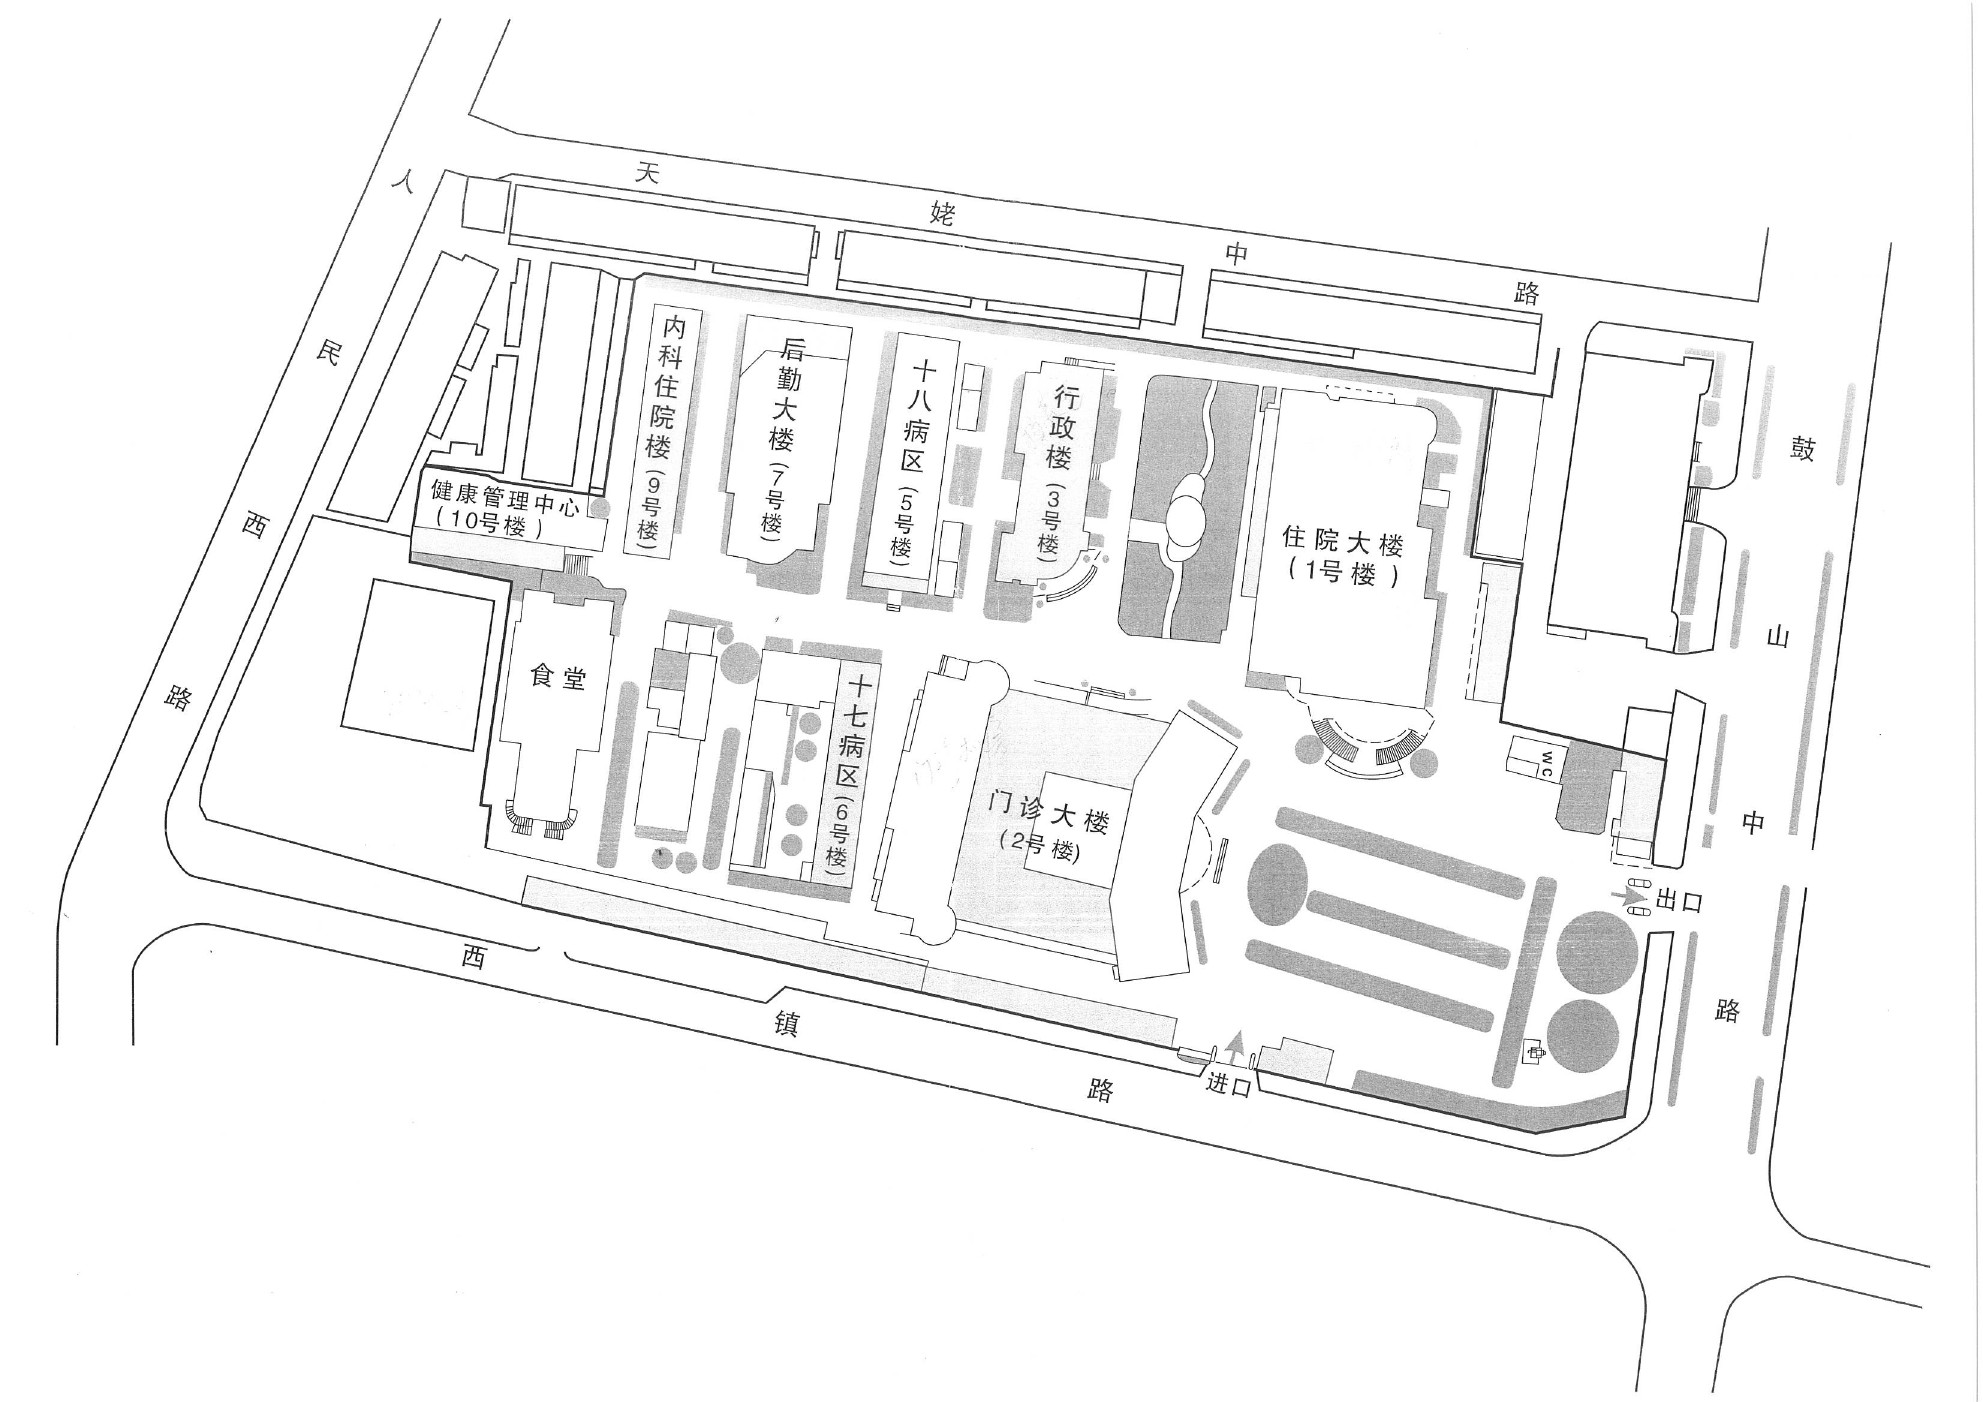 天姥中路
人民西路
鼓山中路
西镇路
内科住院楼(9号楼)
后勤大楼(7号楼)
十八病区(5号楼)
行政楼(3号楼)
住院大楼
(1号楼)
健康管理中心
(10号楼)
食堂
十七病区(6号楼)
门诊大楼
(2号楼)
WC
出口
进口